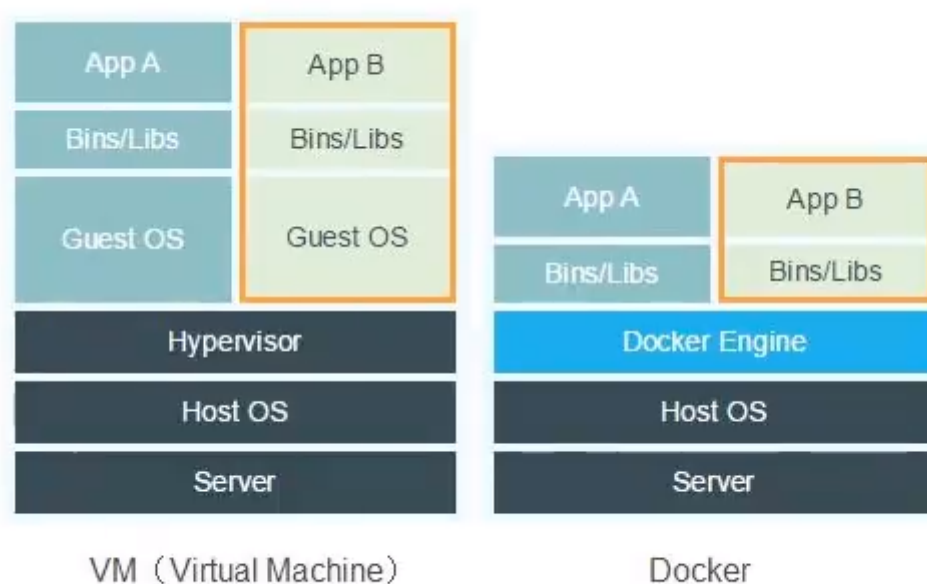 App A
Bins/Libs
Guest OS
App B
Bins/Libs
Guest OS
Hypervisor
Host OS
Server
VM（Virtual Machine）
App A
Bins/Libs
App B
Bins/Libs
Docker Engine
Host OS
Server
Docker